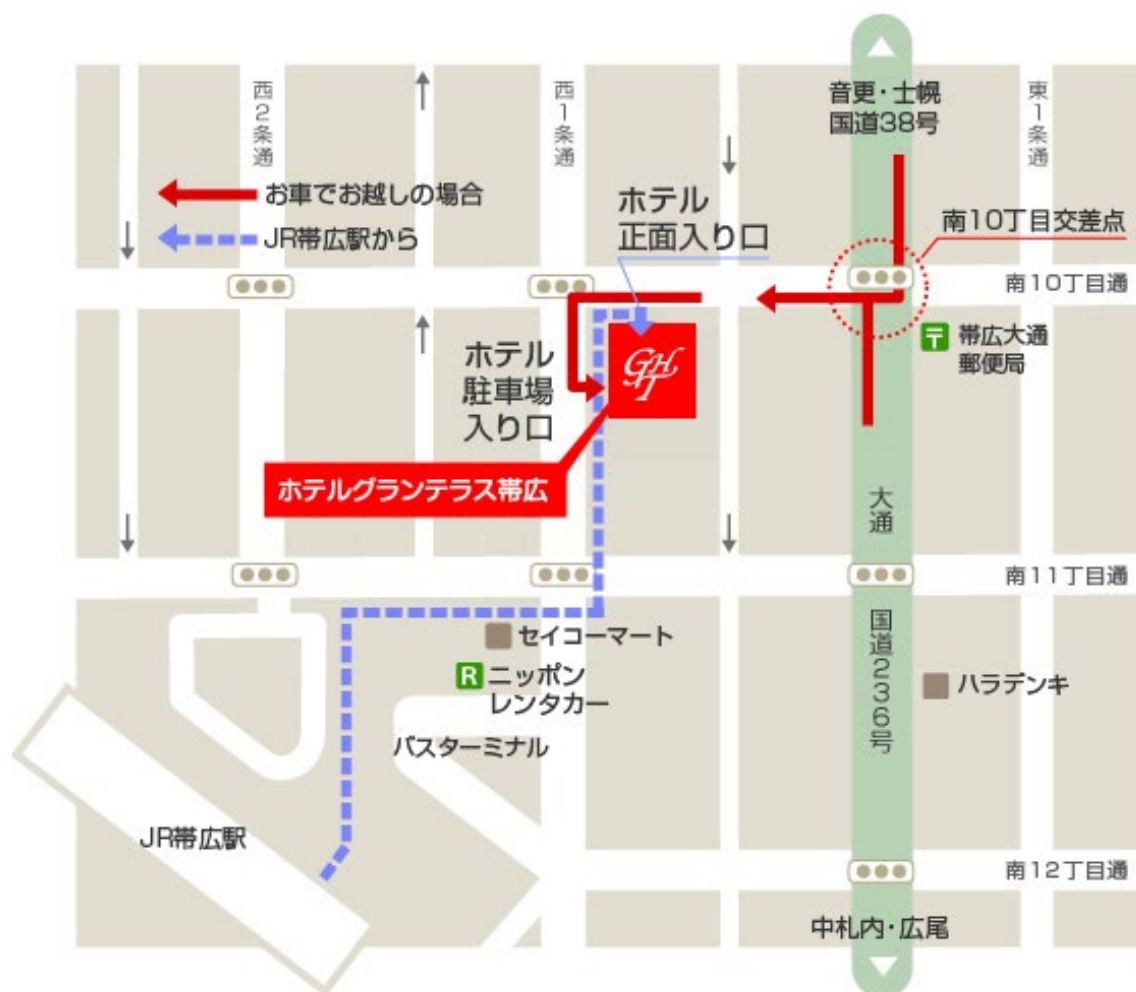 西2条通
西1条通
音更・士幌
国道38号
東1条通
お車でお越しの場合
JR帯広駅から
ホテル
正面入り口
南10丁目交差点
南10丁目通
ホテル
駐車場
入り口
GHT
〒
帯広大通
郵便局
ホテルグランテラス帯広
大通
南11丁目通
国道236号
セイコーマート
R
ニッポン
レンタカー
ハラデンキ
バスターミナル
JR帯広駅
南12丁目通
中札内・広尾